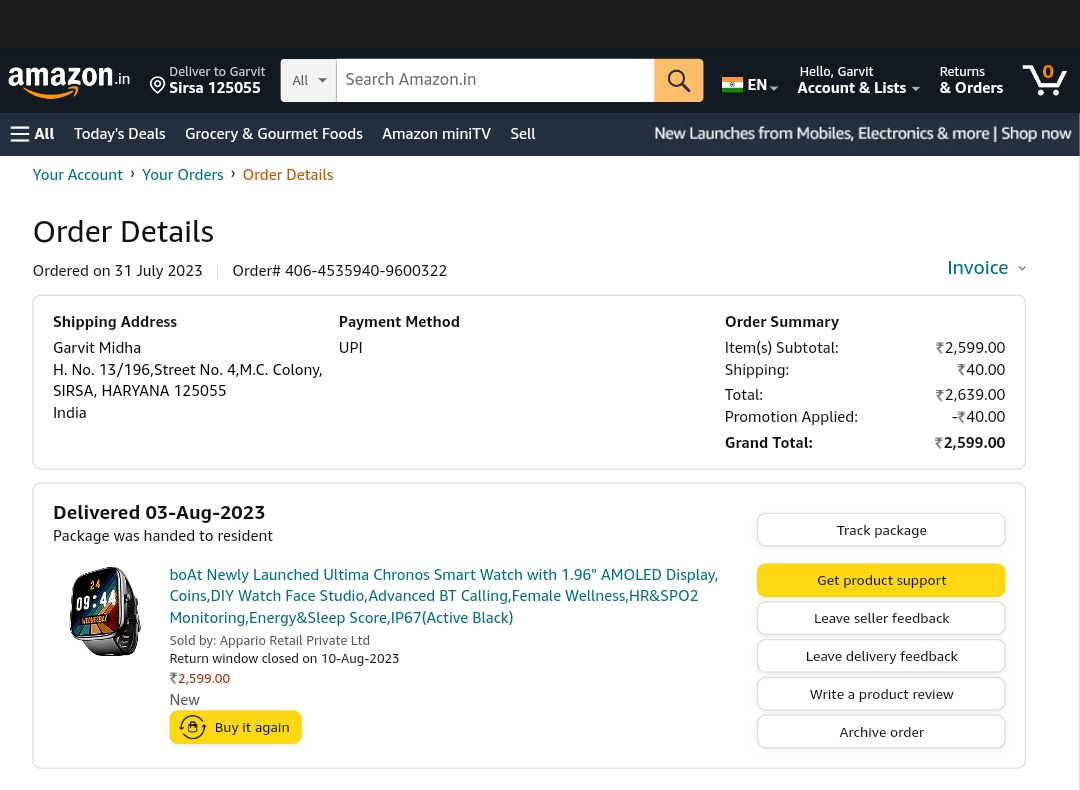 amazon.in
Deliver to Garvit
Sirsa 125055
All
Search Amazon.in
EN
Hello, Garvit
Account & Lists
Returns
& Orders
0
All
Today's Deals
Grocery & Gourmet Foods
Amazon miniTV
Sell
New Launches from Mobiles, Electronics & more | Shop now
Your Account › Your Orders › Order Details
Order Details
Ordered on 31 July 2023 | Order# 406-4535940-9600322
Invoice
Shipping Address
Garvit Midha
H. No. 13/196,Street No. 4,M.C. Colony,
SIRSA, HARYANA 125055
India
Payment Method
UPI
Order Summary
Item(s) Subtotal: ₹2,599.00
Shipping: ₹40.00
Total: ₹2,639.00
Promotion Applied: -₹40.00
Grand Total: ₹2,599.00
Delivered 03-Aug-2023
Package was handed to resident
24
09:44
WEDNESDAY
boAt Newly Launched Ultima Chronos Smart Watch with 1.96" AMOLED Display,
Coins,DIY Watch Face Studio,Advanced BT Calling,Female Wellness,HR&SPO2
Monitoring,Energy&Sleep Score,IP67(Active Black)
Sold by: Appario Retail Private Ltd
Return window closed on 10-Aug-2023
₹2,599.00
New
Buy it again
Track package
Get product support
Leave seller feedback
Leave delivery feedback
Write a product review
Archive order